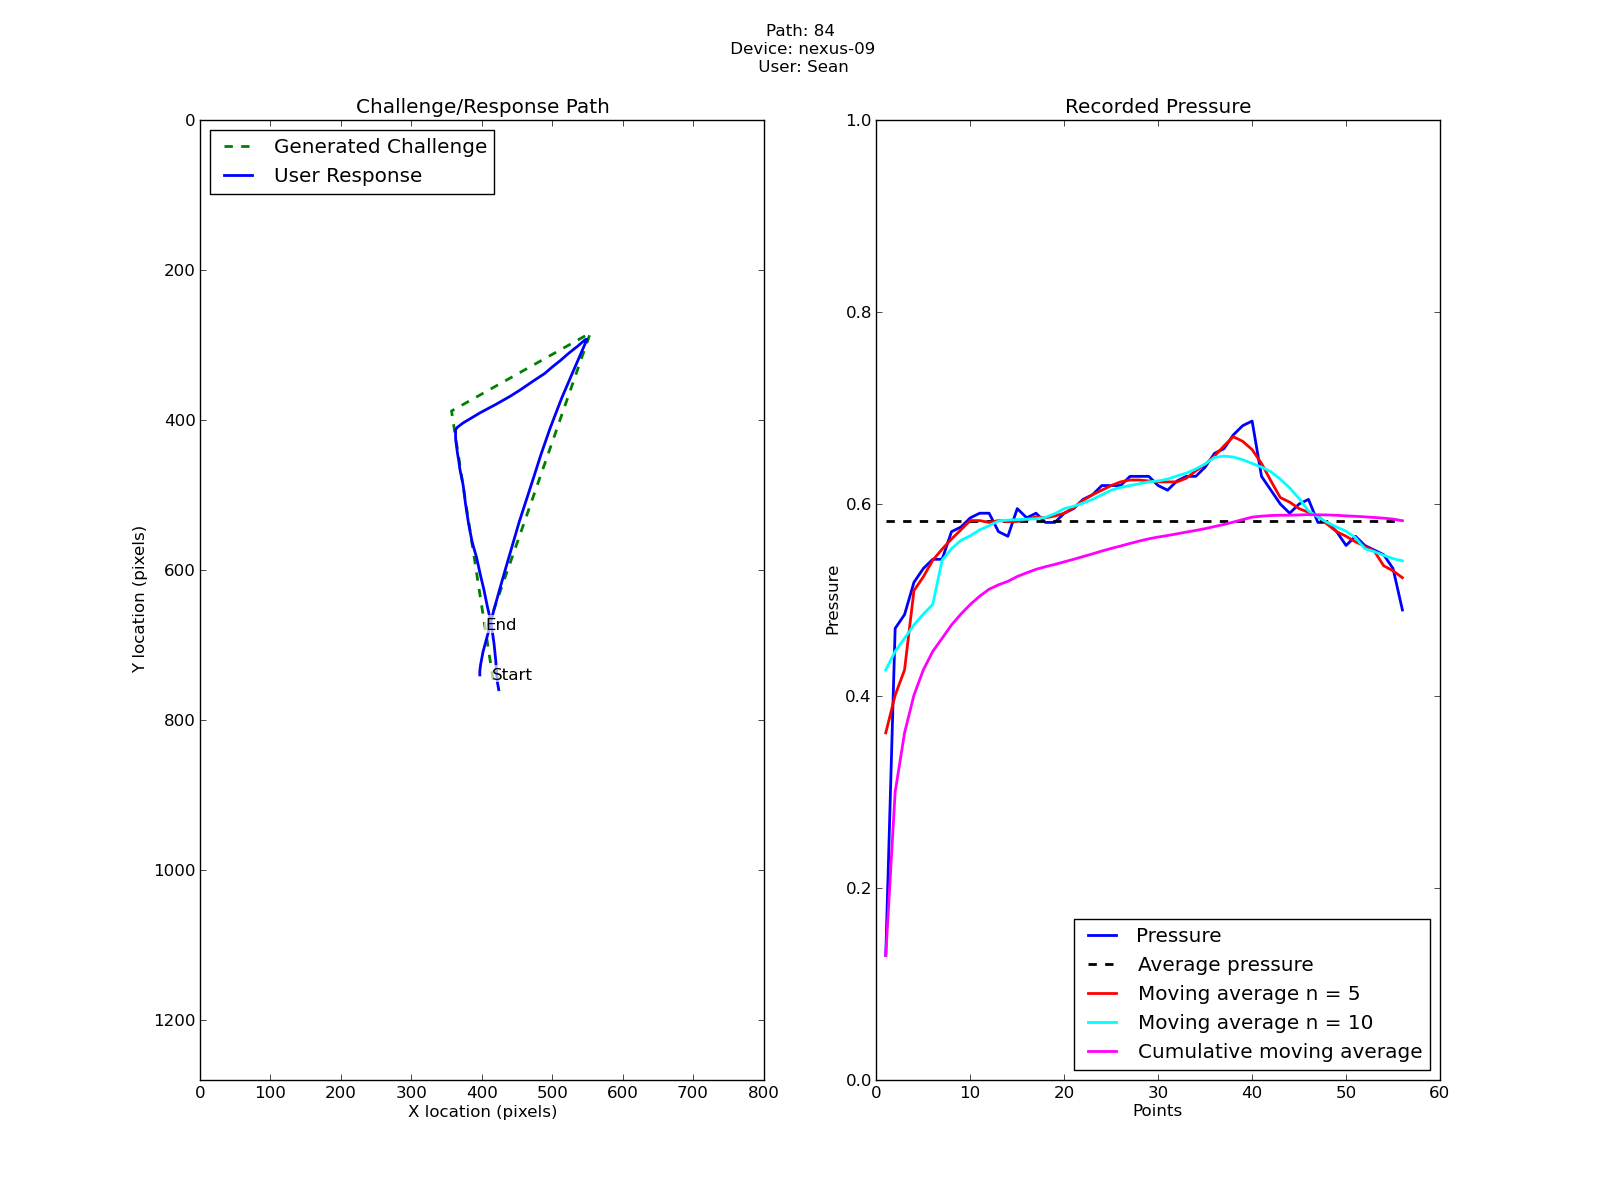 Path: 84
Device: nexus-09
User: Sean
Challenge/Response Path
Generated Challenge
User Response
0
200
400
600
800
1000
1200
Y location (pixels)
End
Start
0 100 200 300 400 500 600 700 800
X location (pixels)
Recorded Pressure
1.0
0.8
0.6
0.4
0.2
0.0
Pressure
Pressure
Average pressure
Moving average n = 5
Moving average n = 10
Cumulative moving average
0 10 20 30 40 50 60
Points